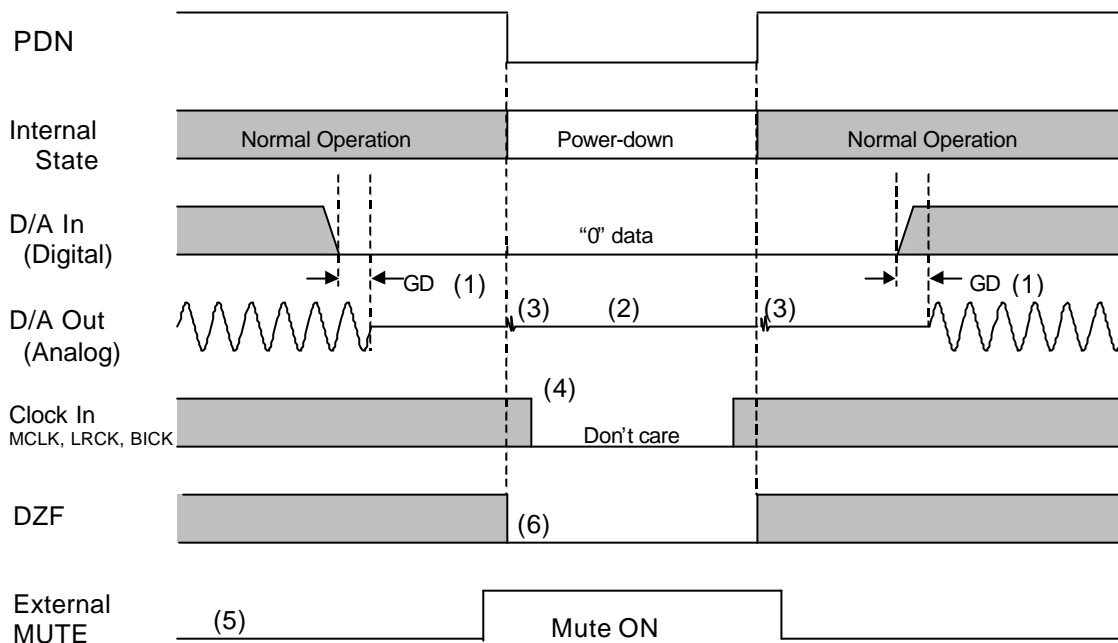 PDN
Internal
State
Normal Operation
Power-down
Normal Operation
D/A In
(Digital)
"0" data
GD (1)
GD (1)
D/A Out
(Analog)
(3)
(2)
(3)
Clock In
MCLK, LRCK, BICK
(4)
Don't care
DZF
(6)
External
MUTE
(5)
Mute ON